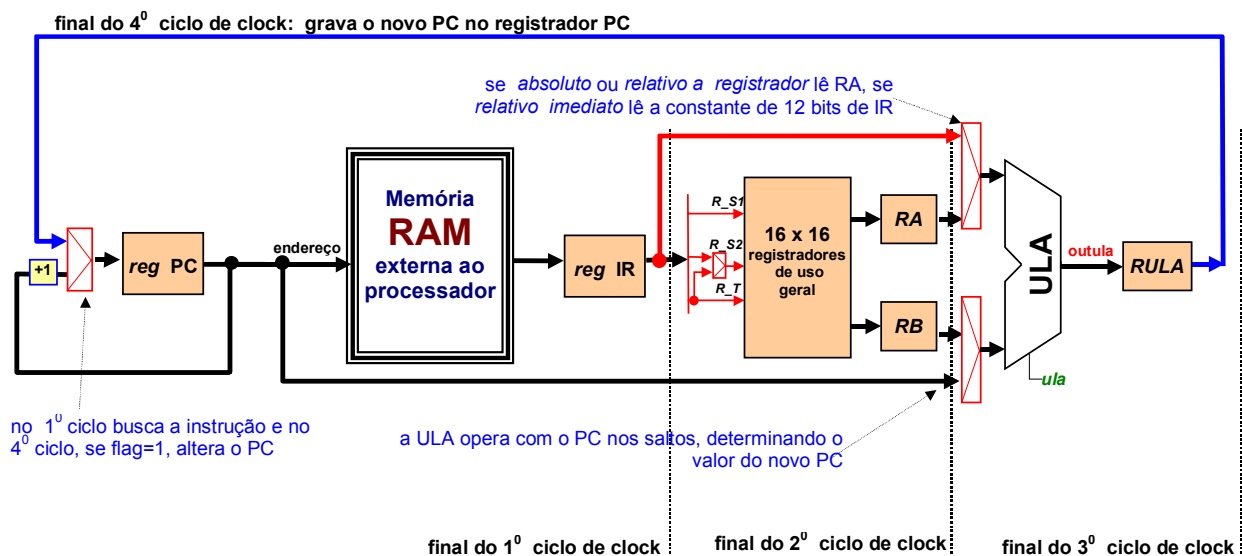 final do 4⁰ ciclo de clock: grava o novo PC no registrador PC
se absoluto ou relativo a registrador lê RA, se
relativo imediato lê a constante de 12 bits de IR
Memória
RAM
externa ao
processador
R_S1
R_S2
R_T
16 x 16
registradores
de uso
geral
RA
RB
ULA
outula
RULA
ula
+1
reg PC
endereço
reg IR
no 1⁰ ciclo busca a instrução e no
4⁰ ciclo, se flag=1, altera o PC
a ULA opera com o PC nos saltos, determinando o
valor do novo PC
final do 1⁰ ciclo de clock
final do 2⁰ ciclo de clock
final do 3⁰ ciclo de clock